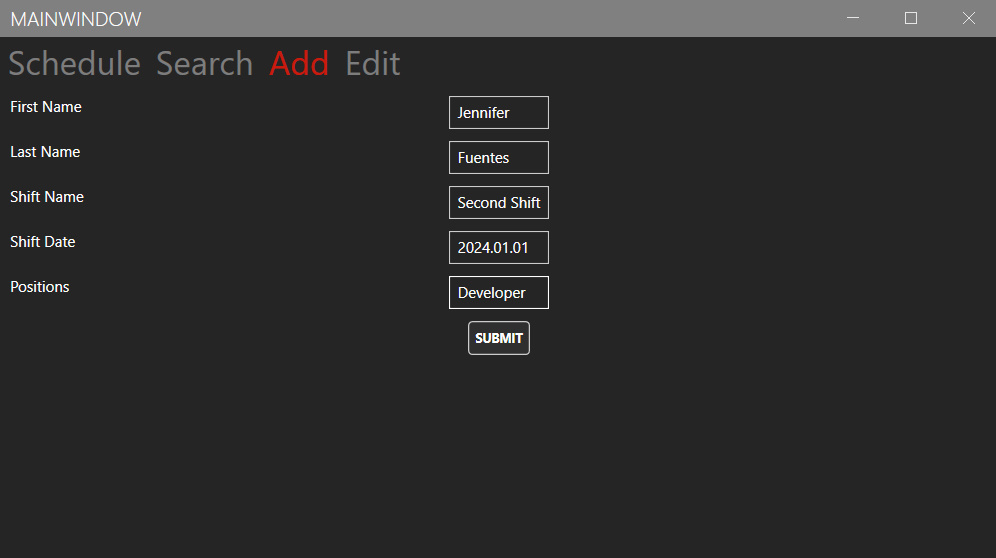 MAINWINDOW
Schedule Search Add Edit
First Name Jennifer
Last Name Fuentes
Shift Name Second Shift
Shift Date 2024.01.01
Positions Developer
SUBMIT